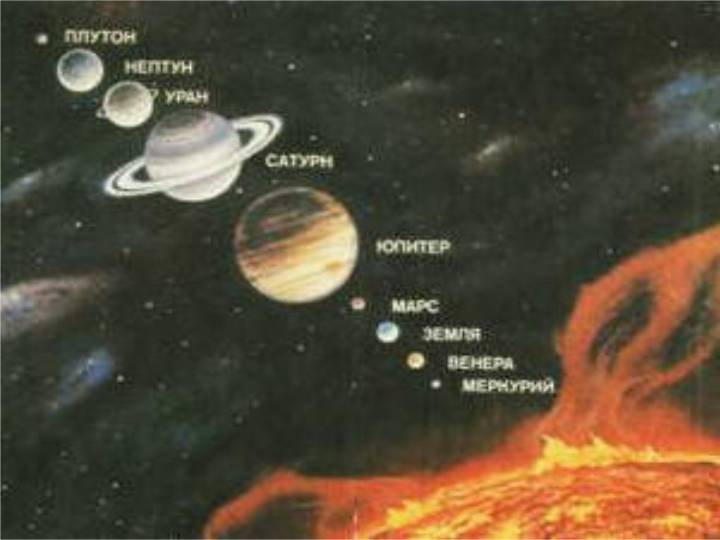 ПЛУТОН
НЕПТУН
УРАН
САТУРН
ЮПИТЕР
МАРС
ЗЕМЛЯ
ВЕНЕРА
МЕРКУРИЙ